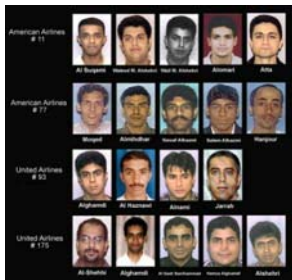 American Airlines
# 11
Al Suqami Waleed M. Alshehri Wail M. Alshehri Alomari Atta
American Airlines
# 77
Moqed Almihdhar Nawaf Alhazmi Salem Alhazmi Hanjour
United Airlines
# 93
Alghamdi Al Haznawi Alnami Jarrah
United Airlines
# 175
Al-Shehhi Alghamdi Hamza Alghamdi Alshehri